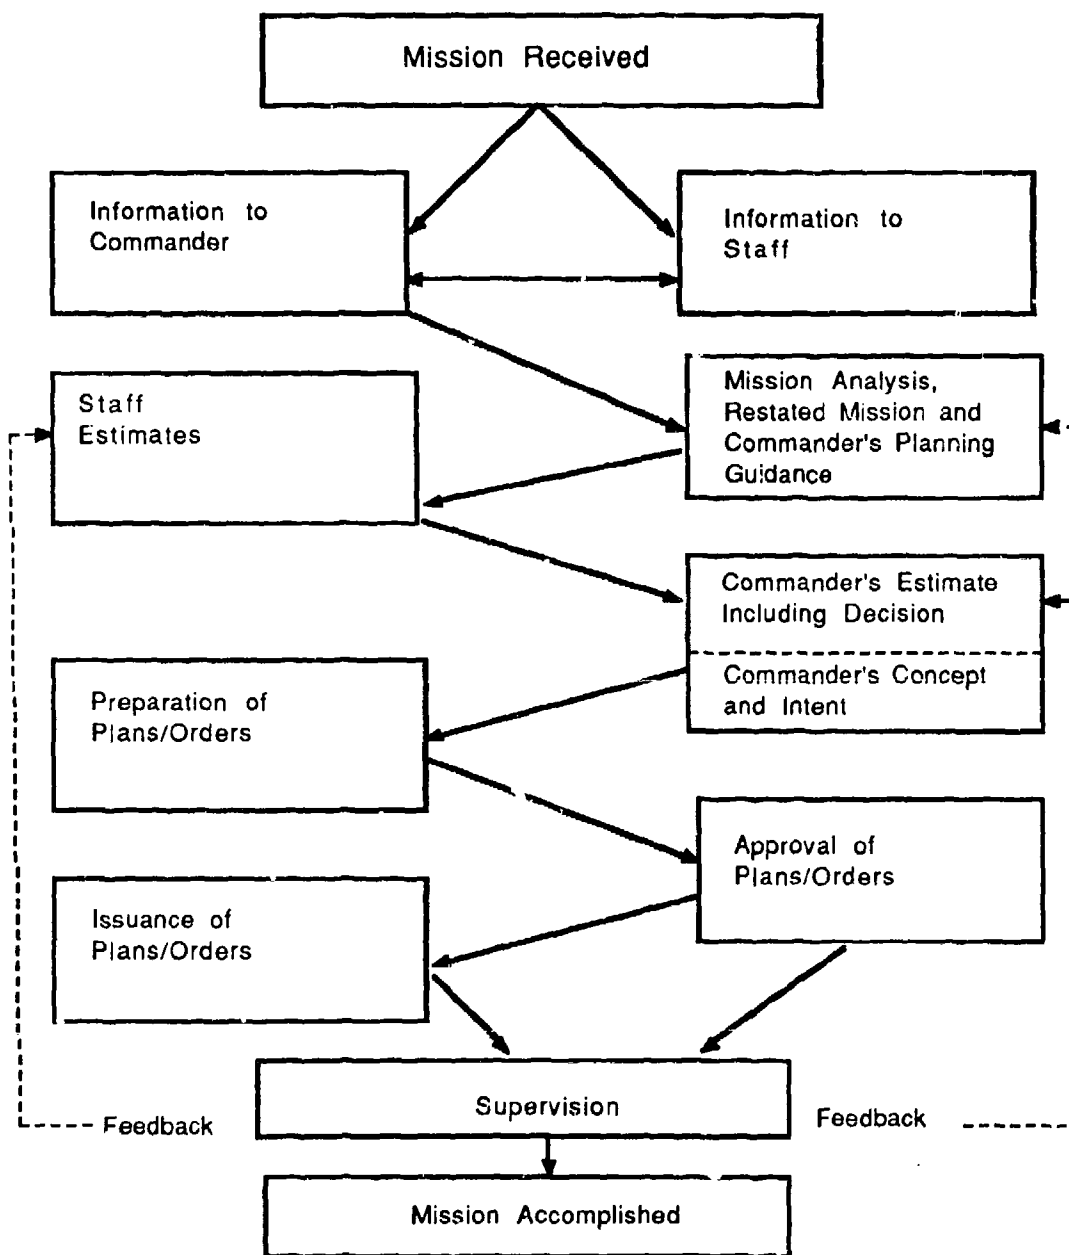 Mission Received
Information to
Commander
Information to
Staff
Mission Analysis,
Restated Mission and
Commander's Planning
Guidance
Staff
Estimates
Commander's Estimate
Including Decision
Commander's Concept
and Intent
Preparation of
Plans/Orders
Approval of
Plans/Orders
Issuance of
Plans/Orders
Supervision
Feedback
Feedback
Mission Accomplished